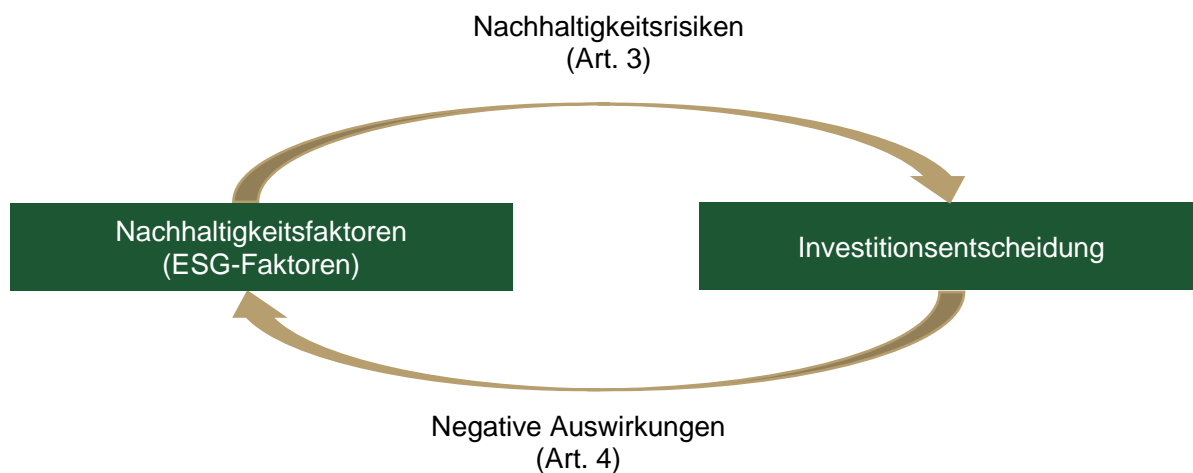 Nachhaltigkeitsrisiken
(Art. 3)
Nachhaltigkeitsfaktoren
(ESG-Faktoren)
Investitionsentscheidung
Negative Auswirkungen
(Art. 4)